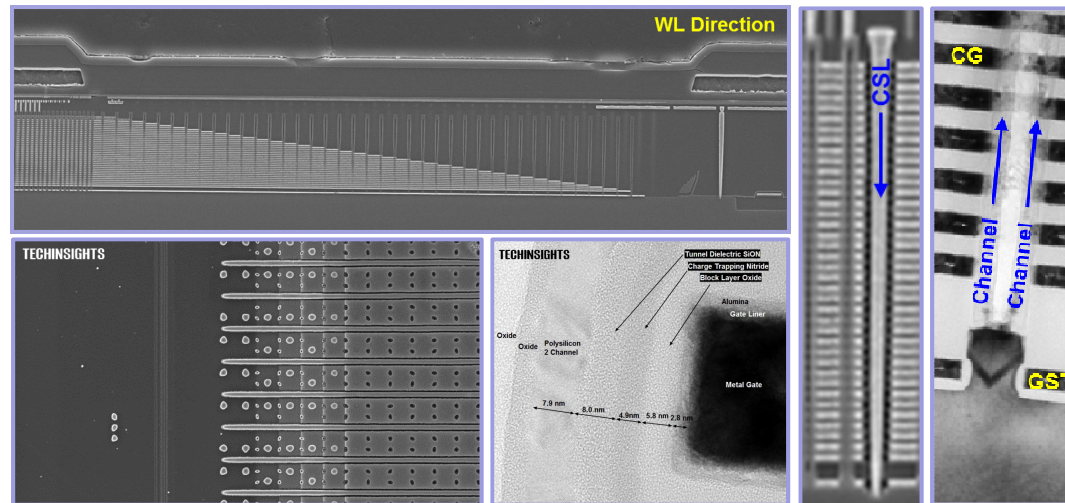 WL Direction
TECHINSIGHTS
TECHINSIGHTS
Tunnel Dielectric SiON
Charge Trapping Nitride
Block Layer Oxide
Alumina
Gate Liner
Oxide
Oxide
Polysilicon
2 Channel
Metal Gate
7.9 nm
8.0 nm
4.9nm
5.8 nm
2.8 nm
CSL
CG
Channel
Channel
GST